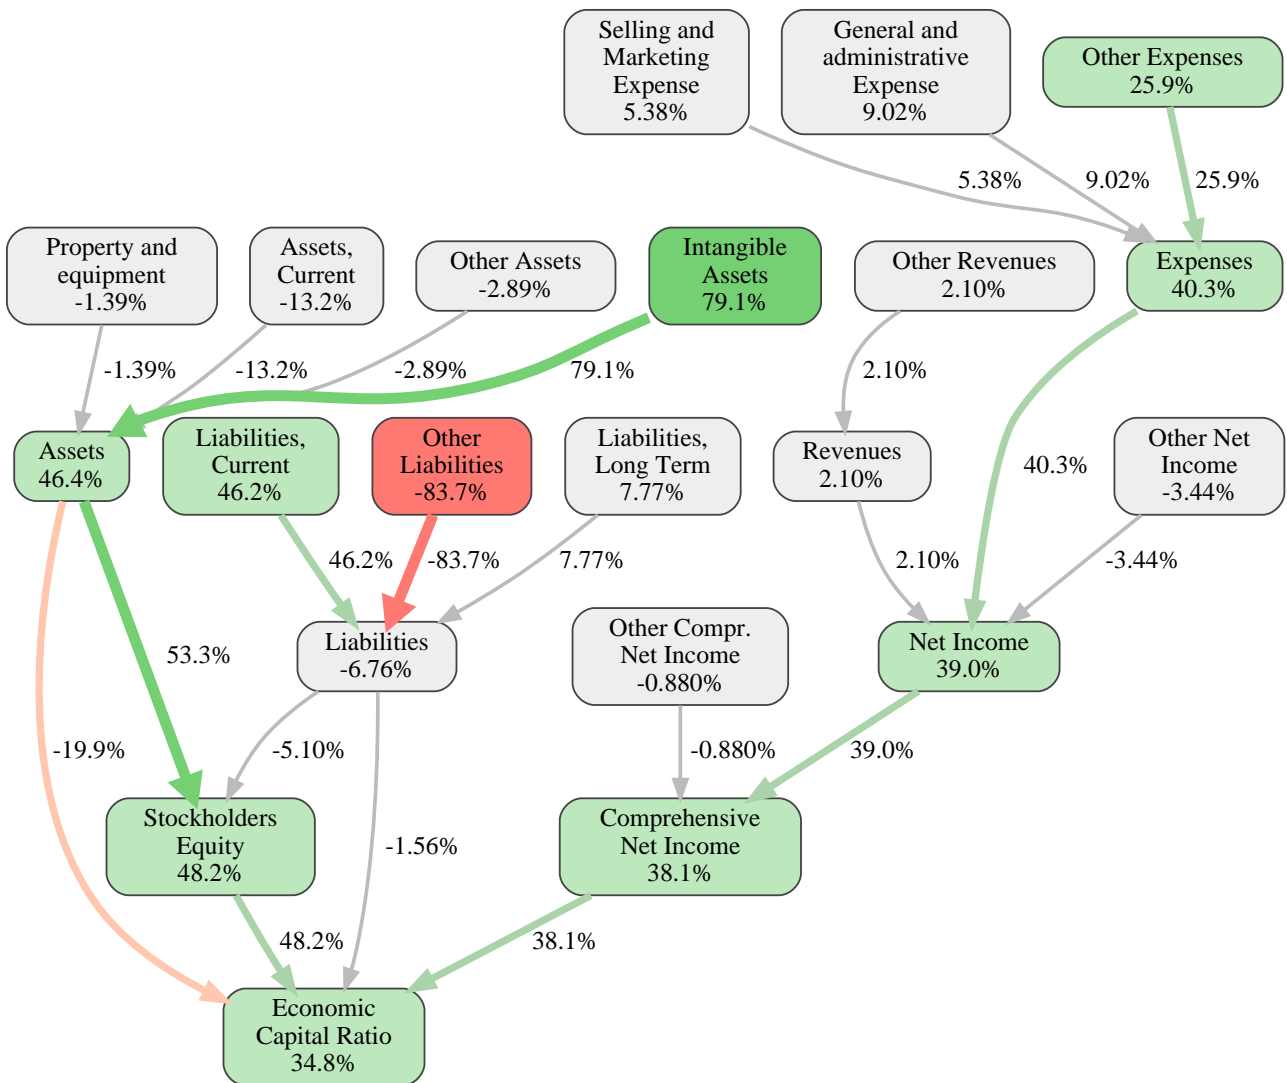 Selling and
Marketing
Expense
5.38%
General and
administrative
Expense
9.02%
Other Expenses
25.9%
5.38%
9.02%
25.9%
Property and
equipment
-1.39%
Assets,
Current
-13.2%
Other Assets
-2.89%
Intangible
Assets
79.1%
Other Revenues
2.10%
Expenses
40.3%
-1.39%
-13.2%
-2.89%
79.1%
2.10%
Assets
46.4%
Liabilities,
Current
46.2%
Other
Liabilities
-83.7%
Liabilities,
Long Term
7.77%
Revenues
2.10%
40.3%
Other Net
Income
-3.44%
46.2%
-83.7%
7.77%
2.10%
-3.44%
53.3%
Liabilities
-6.76%
Other Compr.
Net Income
-0.880%
Net Income
39.0%
-19.9%
-5.10%
-0.880%
39.0%
Stockholders
Equity
48.2%
-1.56%
Comprehensive
Net Income
38.1%
48.2%
38.1%
Economic
Capital Ratio
34.8%